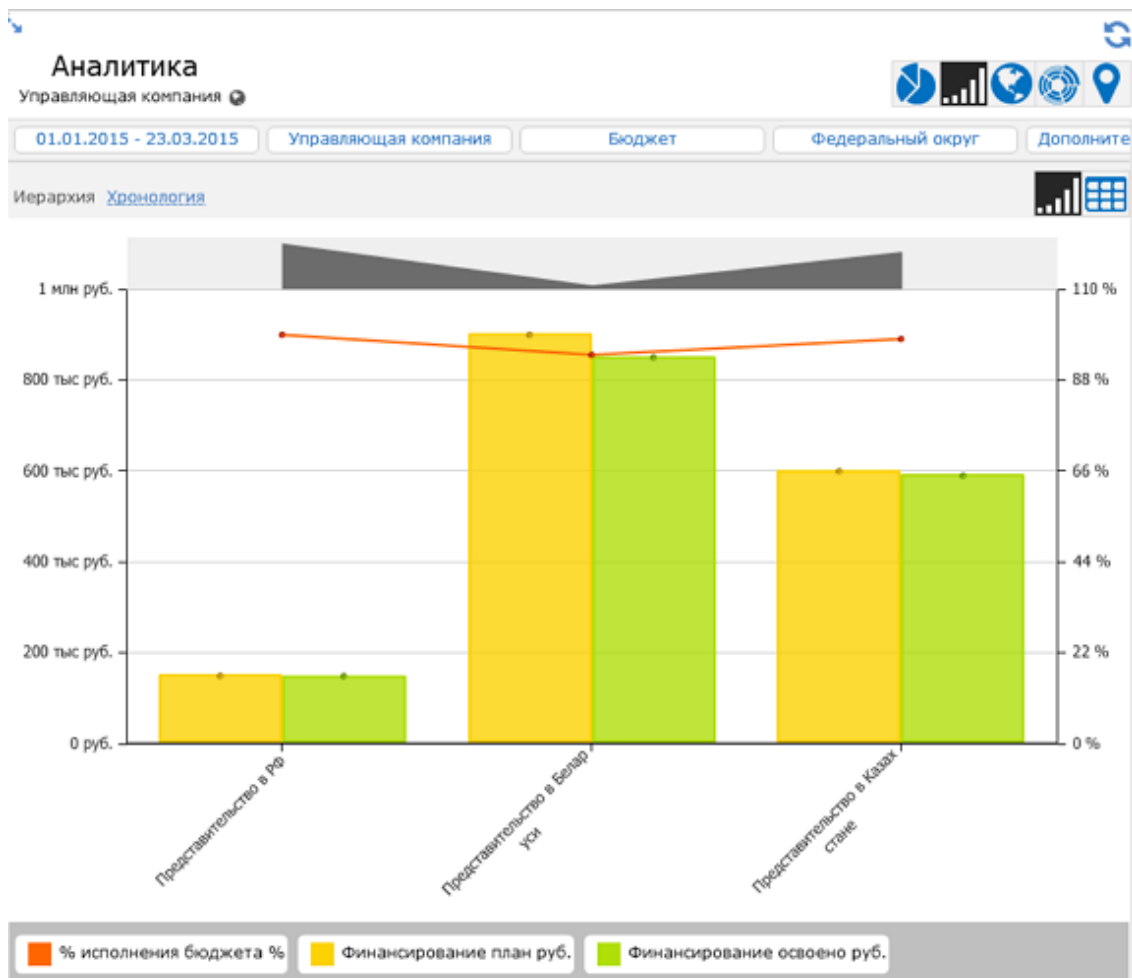 Аналитика
Управляющая компания
01.01.2015 - 23.03.2015 Управляющая компания Бюджет Федеральный округ Дополните
Иерархия Хронология
1 млн руб. 110 %
800 тыс руб. 88 %
600 тыс руб. 66 %
400 тыс руб. 44 %
200 тыс руб. 22 %
0 руб. 0 %
Представительство в РФ
Представительство в Белар
уси
Представительство в Казах
стане
% исполнения бюджета % Финансирование план руб. Финансирование освоено руб.